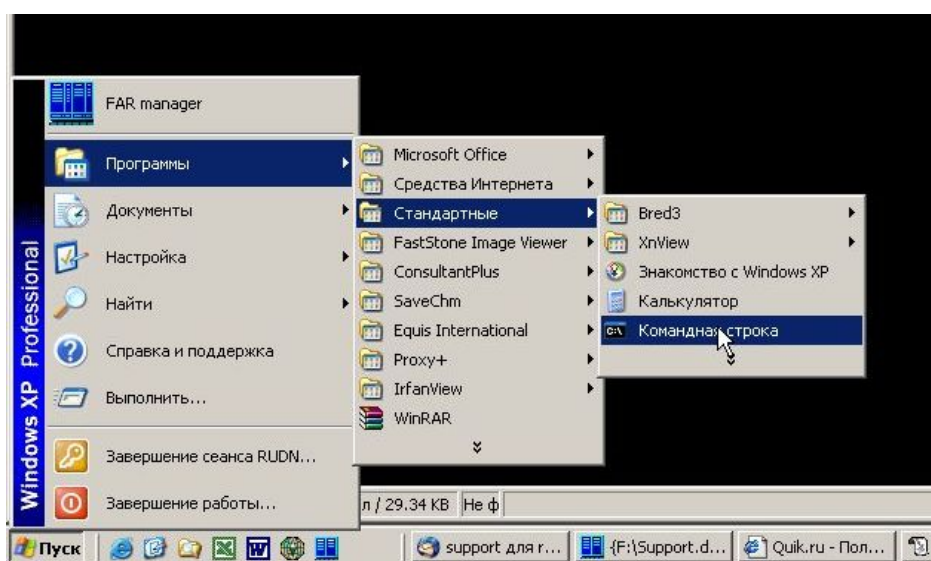 FAR manager
Программы
Документы
Настройка
Найти
Справка и поддержка
Выполнить...
Завершение сеанса RUDN...
Завершение работы...
Windows XP Professional
Microsoft Office
Средства Интернета
Стандартные
FastStone Image Viewer
ConsultantPlus
SaveChm
Equis International
Proxy+
IrfanView
WinRAR
Bred3
XnView
Знакомство с Windows XP
Калькулятор
Командная строка
л / 29.34 KB Не ф
Пуск support для r... {F:\Support.d... Quik.ru - Пол...